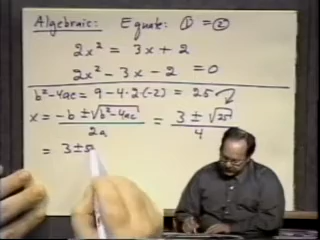 Algebraic: Equate: ① = ②
2x² = 3x + 2
2x² - 3x - 2 = 0
b² - 4ac = 9 - 4·2(-2) = 25
x = -b ± √b²-4ac / 2a = 3 ± √25 / 4
= 3 ± 5